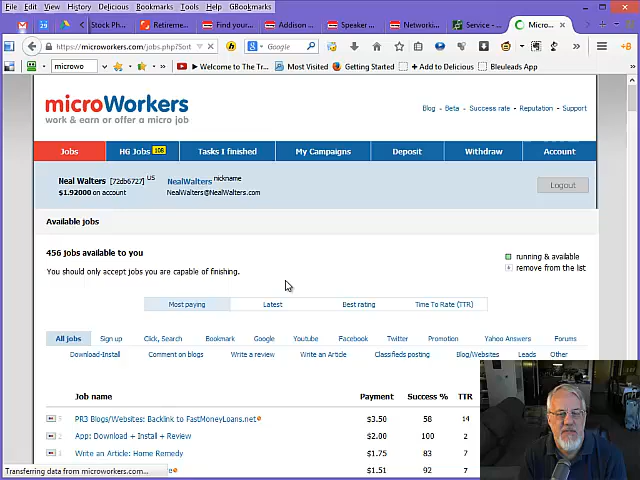 File Edit View History Delicious Bookmarks Tools Help GBookmarks
29 Stock Ph... Retireme... Find your... Addison ... Speaker ... Networki... Service - ... Micro...
https://microworkers.com/jobs.php?Sort Google
microwo Welcome to The Tr... Most Visited Getting Started Add to Delicious Bleuleads App
microWorkers
work & earn or offer a micro job
Blog · Beta · Success rate · Reputation · Support
Jobs HG Jobs 108 Tasks I finished My Campaigns Deposit Withdraw Account
Neal Walters [72db6727] US NealWalters nickname
$1.92000 on account NealWalters@NealWalters.com
Logout
Available jobs
456 jobs available to you
running & available
You should only accept jobs you are capable of finishing.
remove from the list
Most paying Latest Best rating Time To Rate (TTR)
All jobs Sign up Click, Search Bookmark Google Youtube Facebook Twitter Promotion Yahoo Answers Forums
Download-Install Comment on blogs Write a review Write an Article Classifieds posting Blog/Websites Leads Other
Job name Payment Success % TTR
PR3 Blogs/Websites: Backlink to FastMoneyLoans.net $3.50 58 14
App: Download + Install + Review $2.00 100 2
Write an Article: Home Remedy $1.75 83 7
$1.51 92 7
Transferring data from microworkers.com...